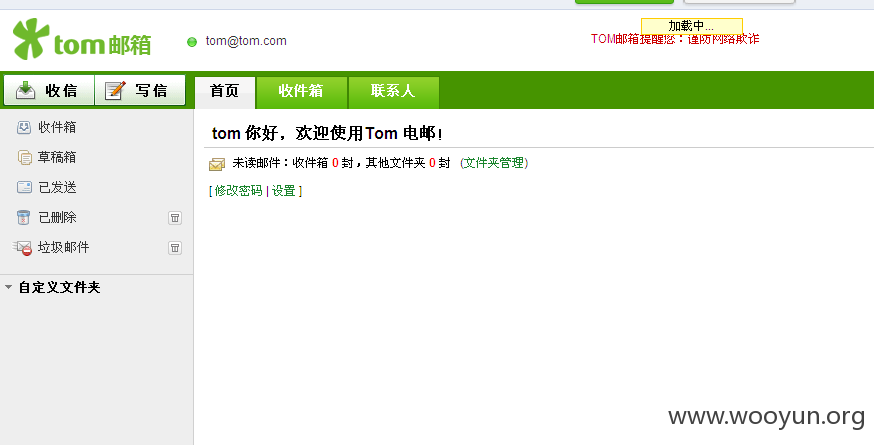 tom邮箱
tom@tom.com
加载中...
TOM邮箱提醒您：谨防网络欺诈
收信 写信 首页 收件箱 联系人
收件箱
草稿箱
已发送
已删除
垃圾邮件
自定义文件夹
tom 你好，欢迎使用Tom 电邮!
未读邮件：收件箱 0 封，其他文件夹 0 封 (文件夹管理)
[ 修改密码 | 设置 ]
www.wooyun.org